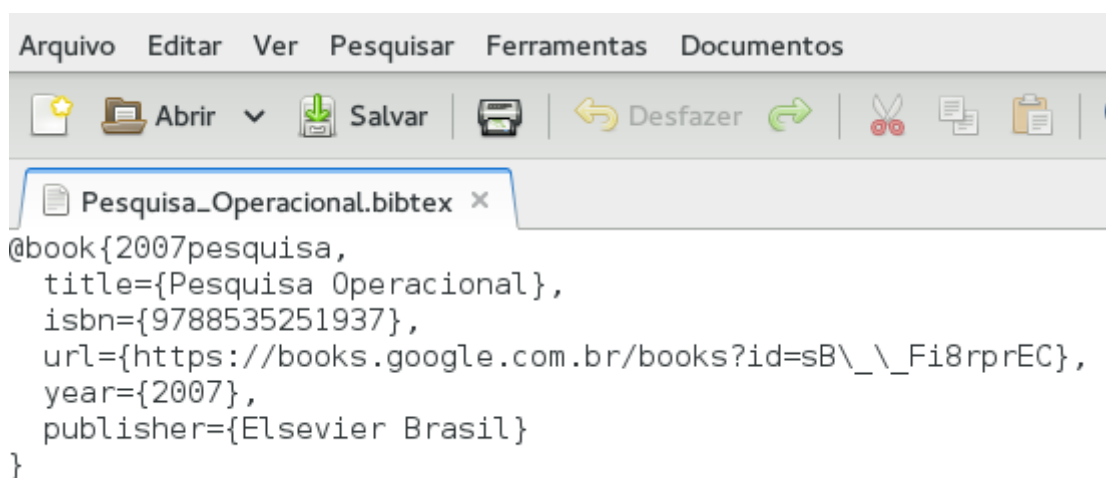 Arquivo Editar Ver Pesquisar Ferramentas Documentos
Abrir Salvar Desfazer
Pesquisa_Operacional.bibtex ×
@book{2007pesquisa,
  title={Pesquisa Operacional},
  isbn={9788535251937},
  url={https://books.google.com.br/books?id=sB\_\_Fi8rprEC},
  year={2007},
  publisher={Elsevier Brasil}
}